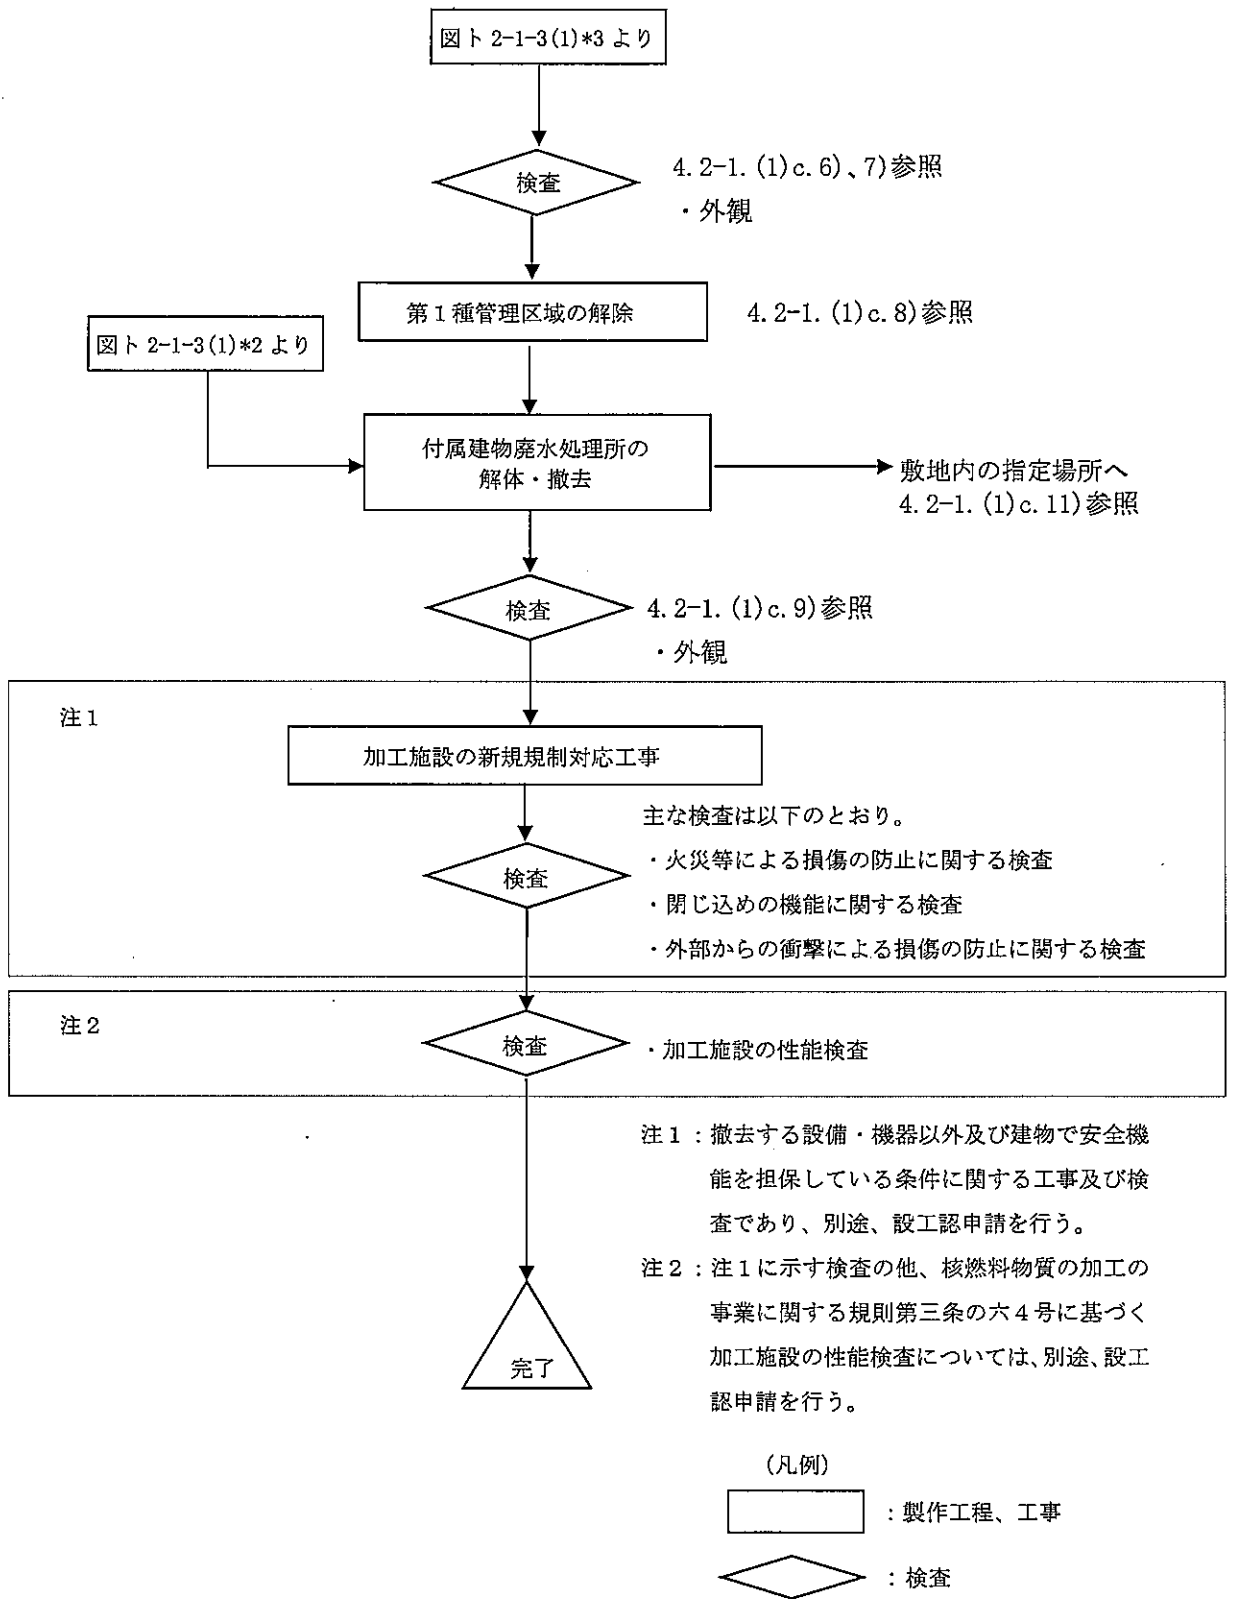 図ト 2-1-3(1)*3 より
検査
4.2-1.(1)c.6)、7)参照
・外観
第1種管理区域の解除
4.2-1.(1)c.8)参照
図ト 2-1-3(1)*2 より
付属建物廃水処理所の
解体・撤去
敷地内の指定場所へ
4.2-1.(1)c.11)参照
検査
4.2-1.(1)c.9)参照
・外観
注1
加工施設の新規規制対応工事
主な検査は以下のとおり。
検査
・火災等による損傷の防止に関する検査
・閉じ込めの機能に関する検査
・外部からの衝撃による損傷の防止に関する検査
注2
検査
・加工施設の性能検査
注1:撤去する設備・機器以外及び建物で安全機
能を担保している条件に関する工事及び検
査であり、別途、設工認申請を行う。
注2:注1に示す検査の他、核燃料物質の加工の
事業に関する規則第三条の六4号に基づく
加工施設の性能検査については、別途、設工
認申請を行う。
完了
(凡例)
:製作工程、工事
:検査